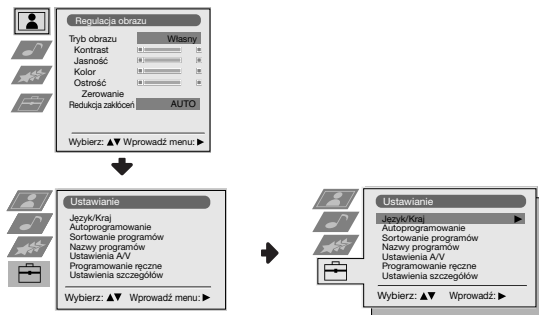 Regulacja obrazu
Tryb obrazu Własny
Kontrast
Jasność
Kolor
Ostrość
Zerowanie
Redukcja zakłóceń AUTO
Wybierz: ▲▼ Wprowadź menu: ▶
Ustawianie
Język/Kraj
Autoprogramowanie
Sortowanie programów
Nazwy programów
Ustawienia A/V
Programowanie ręczne
Ustawienia szczegółów
Wybierz: ▲▼ Wprowadź menu: ▶
Ustawianie
Język/Kraj ▶
Autoprogramowanie
Sortowanie programów
Nazwy programów
Ustawienia A/V
Programowanie ręczne
Ustawienia szczegółów
Wybierz: ▲▼ Wprowadź: ▶